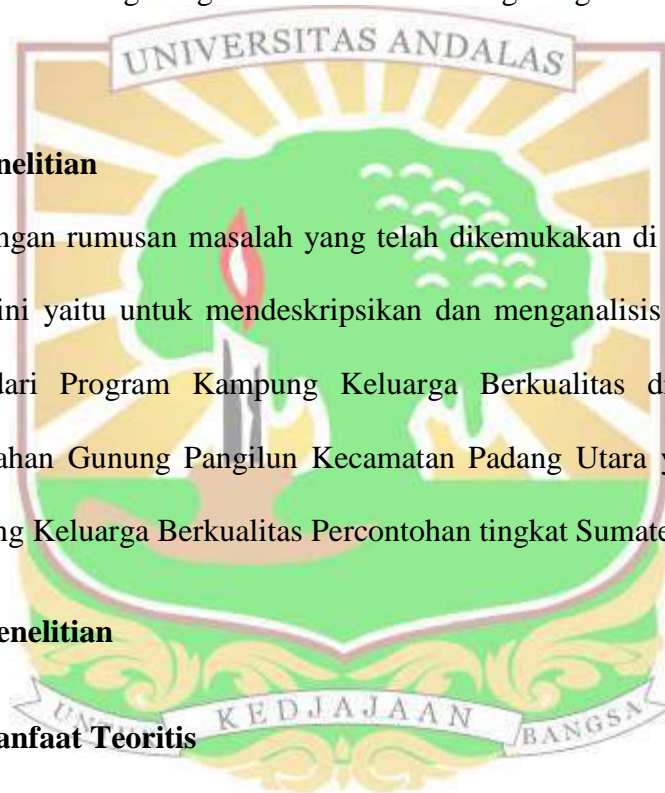 UNIVERSITAS ANDALAS
nelitian
ngan rumusan masalah yang telah dikemukakan di
ini yaitu untuk mendeskripsikan dan menganalisis
dari Program Kampung Keluarga Berkualitas di
ahan Gunung Pangilun Kecamatan Padang Utara y
ng Keluarga Berkualitas Percontohan tingkat Sumate
enelitian
UNTUK KEDJAJAAN BANGSA
anfaat Teoritis